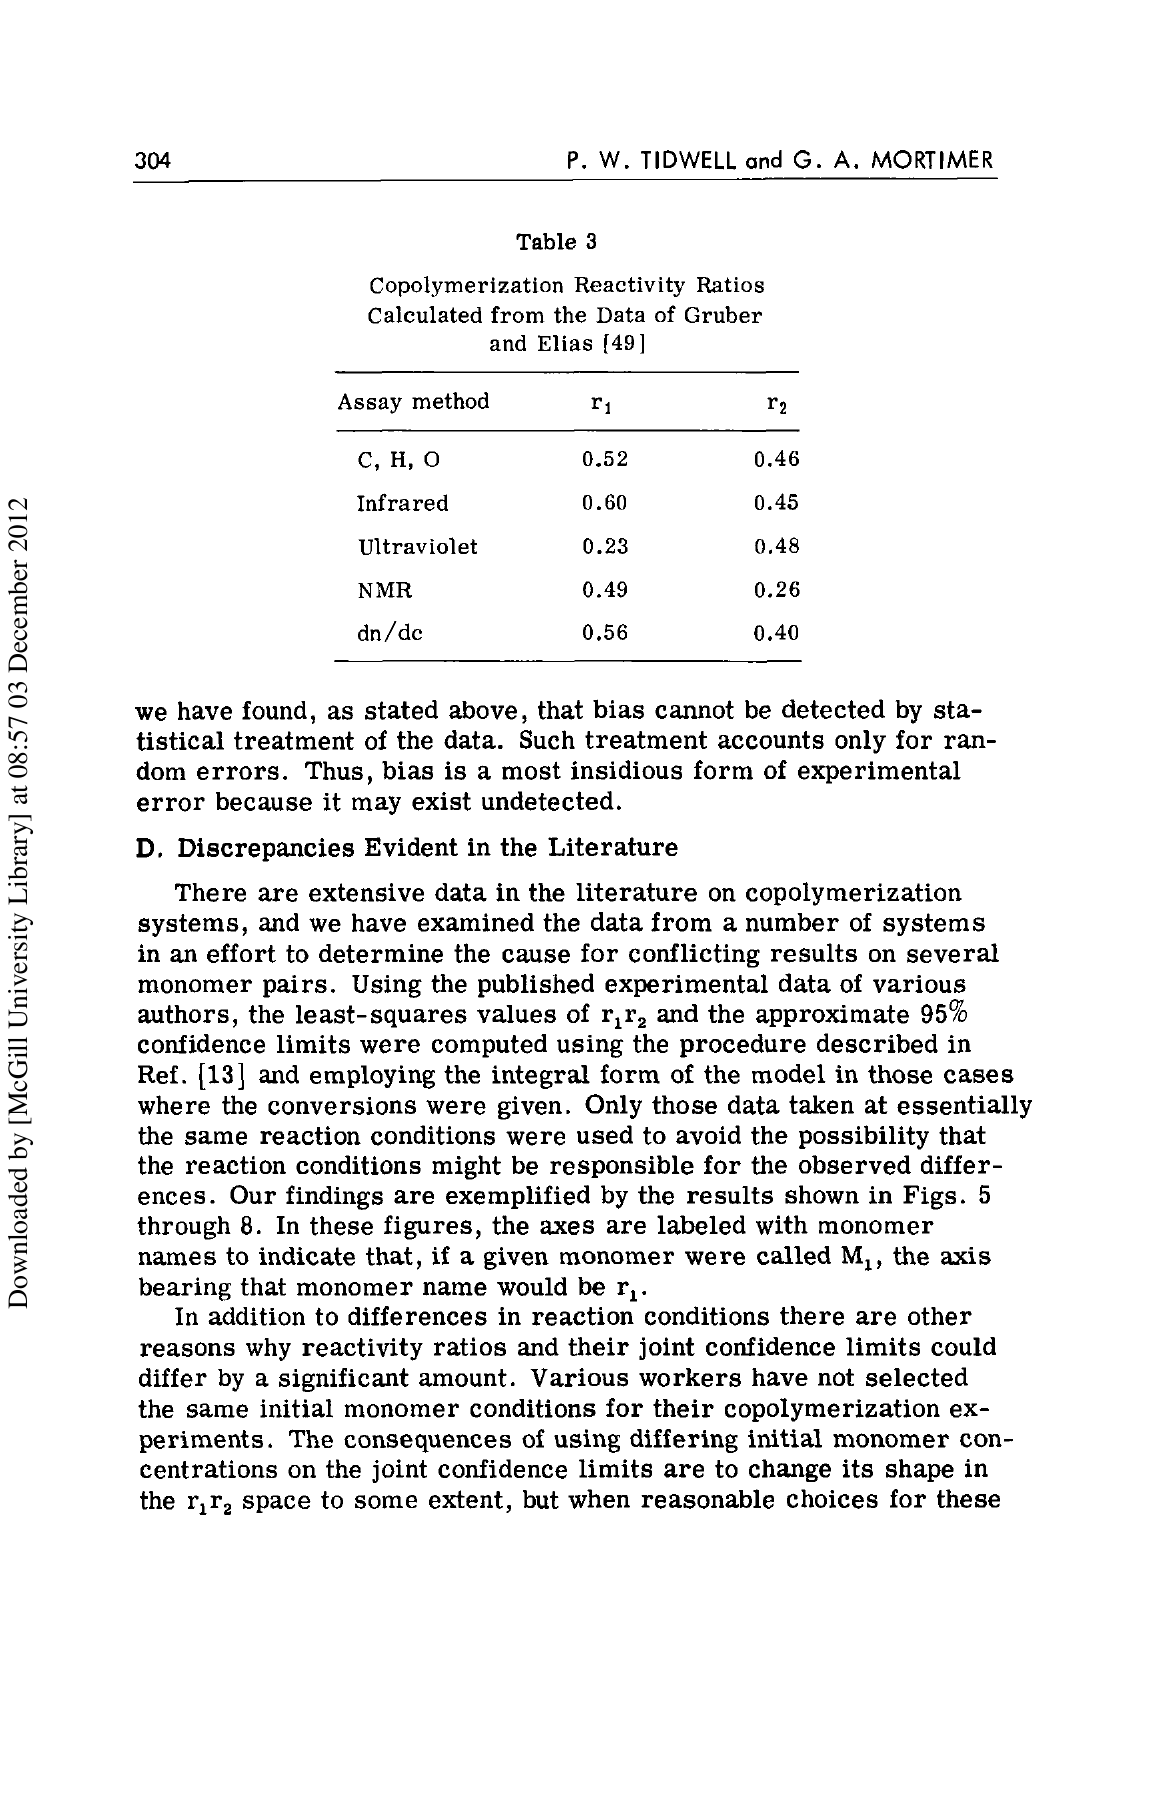 304
P. W. TIDWELL and G. A. MORTIMER
Table 3
Copolymerization Reactivity Ratios
Calculated from the Data of Gruber
and Elias [49]
Assay method r₁ r₂
C, H, O 0.52 0.46
Infrared 0.60 0.45
Ultraviolet 0.23 0.48
NMR 0.49 0.26
dn/dc 0.56 0.40
we have found, as stated above, that bias cannot be detected by sta-
tistical treatment of the data. Such treatment accounts only for ran-
dom errors. Thus, bias is a most insidious form of experimental
error because it may exist undetected.
D. Discrepancies Evident in the Literature
There are extensive data in the literature on copolymerization
systems, and we have examined the data from a number of systems
in an effort to determine the cause for conflicting results on several
monomer pairs. Using the published experimental data of various
authors, the least-squares values of r₁r₂ and the approximate 95%
confidence limits were computed using the procedure described in
Ref. [13] and employing the integral form of the model in those cases
where the conversions were given. Only those data taken at essentially
the same reaction conditions were used to avoid the possibility that
the reaction conditions might be responsible for the observed differ-
ences. Our findings are exemplified by the results shown in Figs. 5
through 8. In these figures, the axes are labeled with monomer
names to indicate that, if a given monomer were called M₁, the axis
bearing that monomer name would be r₁.
In addition to differences in reaction conditions there are other
reasons why reactivity ratios and their joint confidence limits could
differ by a significant amount. Various workers have not selected
the same initial monomer conditions for their copolymerization ex-
periments. The consequences of using differing initial monomer con-
centrations on the joint confidence limits are to change its shape in
the r₁r₂ space to some extent, but when reasonable choices for these
Downloaded by [McGill University Library] at 08:57 03 December 2012